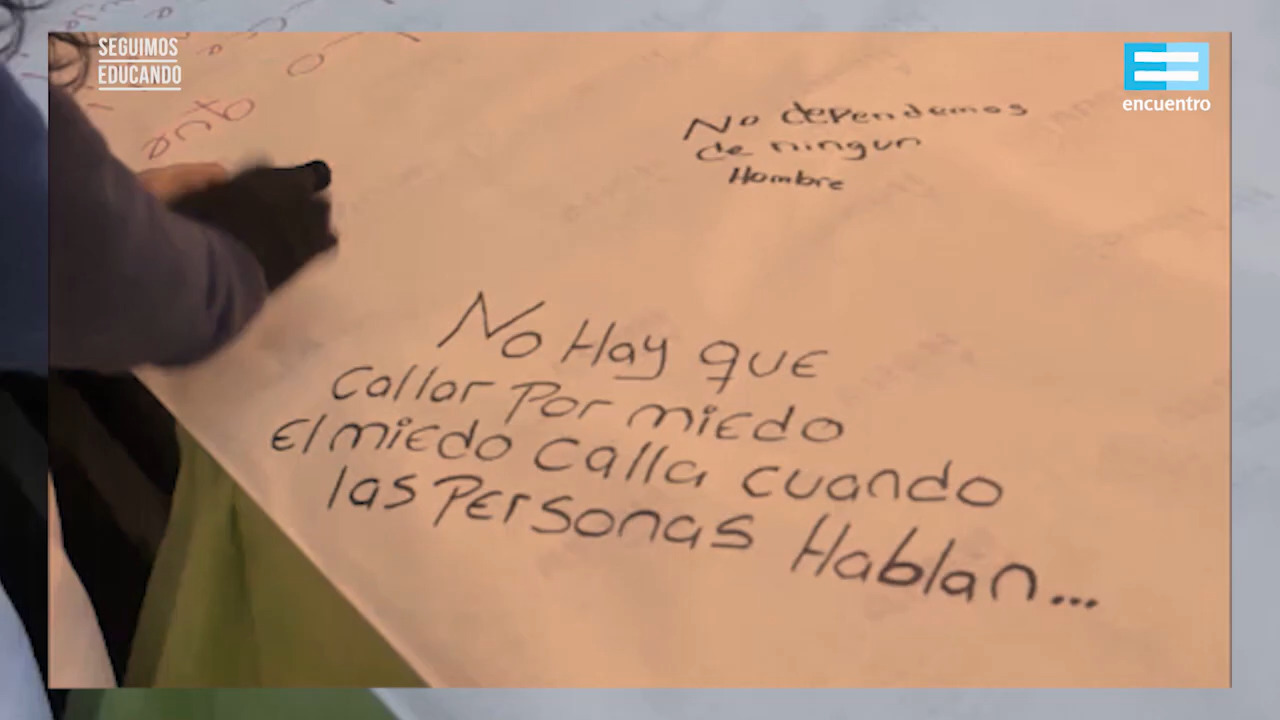 SEGUIMOS
EDUCANDO
encuentro
No dependemos
de ningun
Hombre
No Hay que
callar por miedo
El miedo calla cuando
las Personas Hablan...